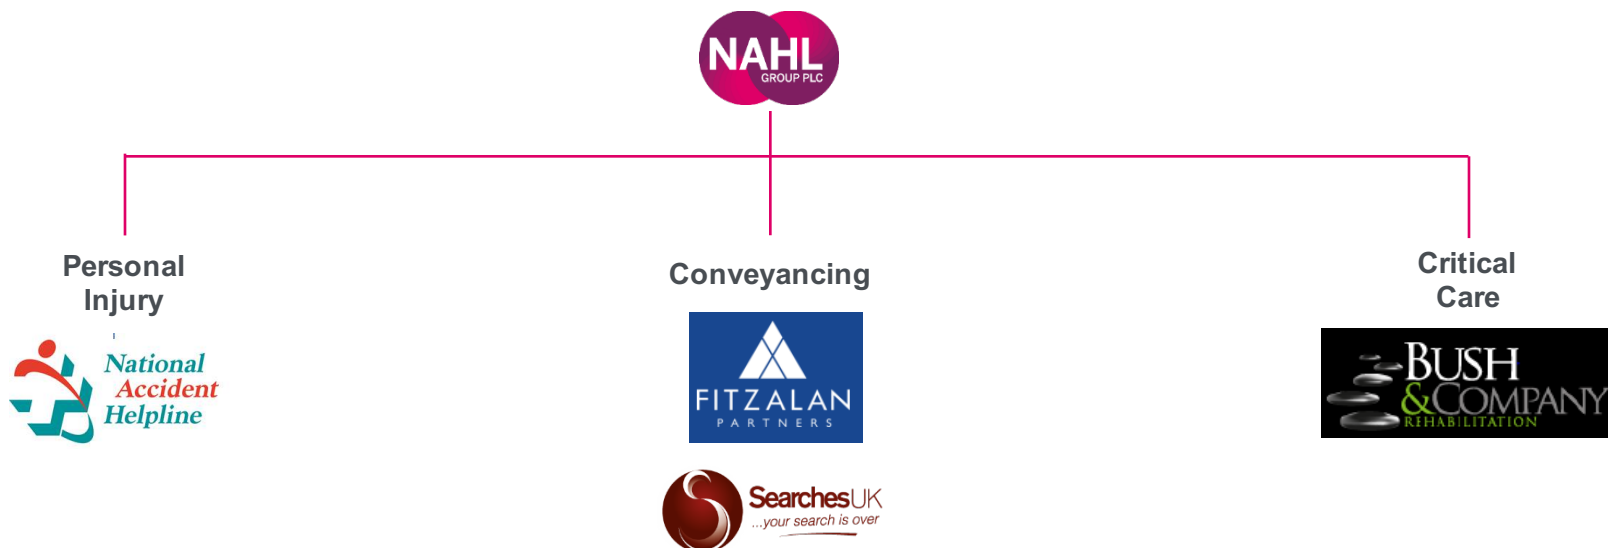 NAHL
GROUP PLC
Personal
Injury
National
Accident
Helpline
Conveyancing
FITZALAN
PARTNERS
SearchesUK
...your search is over
Critical
Care
BUSH
&COMPANY
REHABILITATION